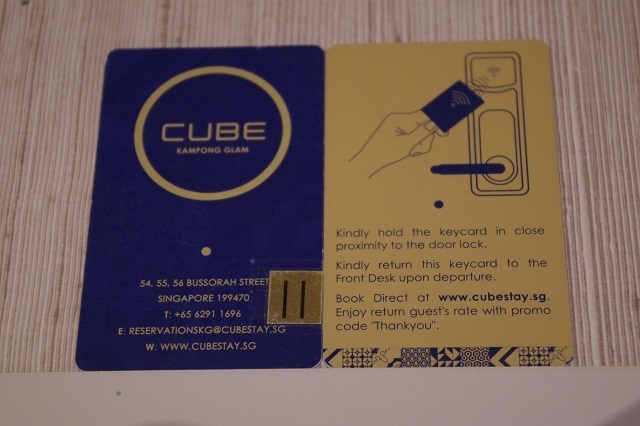 CUBE
KAMPONG GLAM
54, 55, 56 BUSSORAH STREET
SINGAPORE 199470
T: +65 6291 1696
E: RESERVATIONSKG@CUBESTAY.SG
W: WWW.CUBESTAY.SG
11
Kindly hold the keycard in close
proximity to the door lock.
Kindly return this keycard to the
Front Desk upon departure.
Book Direct at www.cubestay.sg.
Enjoy return guest's rate with promo
code "Thankyou".